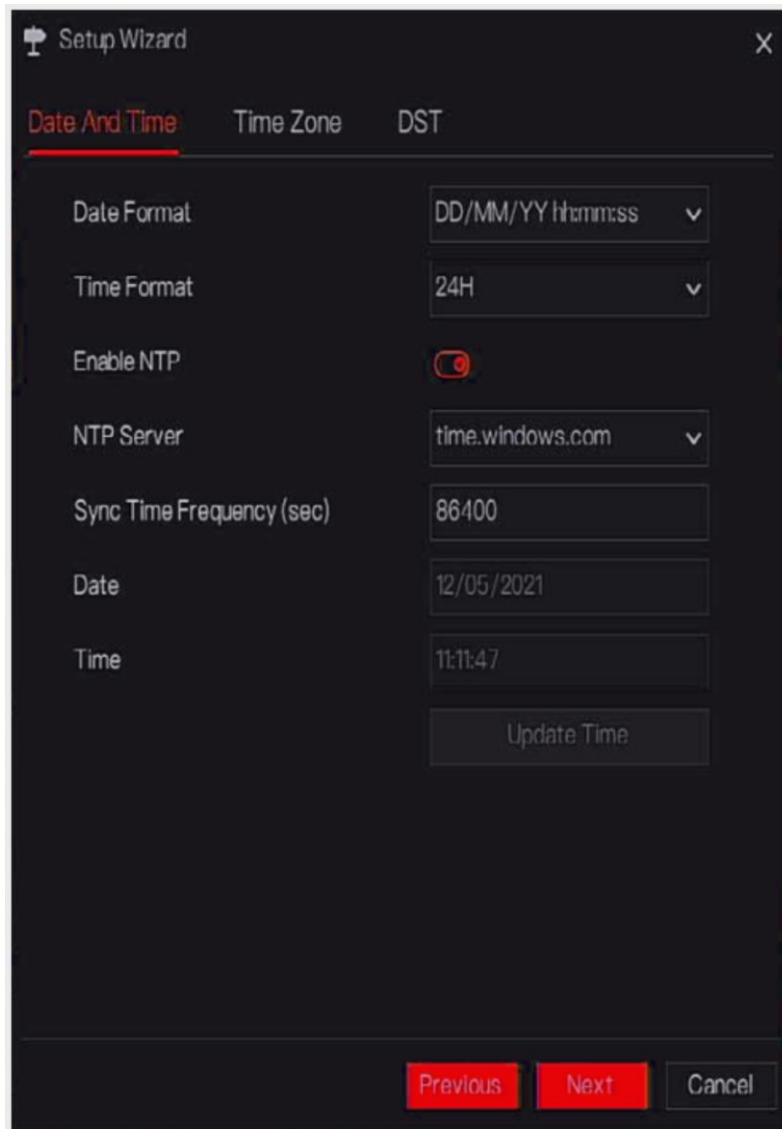 Setup Wizard X
Date And Time Time Zone DST
Date Format DD/MM/YY hh:mm:ss
Time Format 24H
Enable NTP
NTP Server time.windows.com
Sync Time Frequency (sec) 86400
Date 12/05/2021
Time 11:11:47
Update Time
Previous Next Cancel